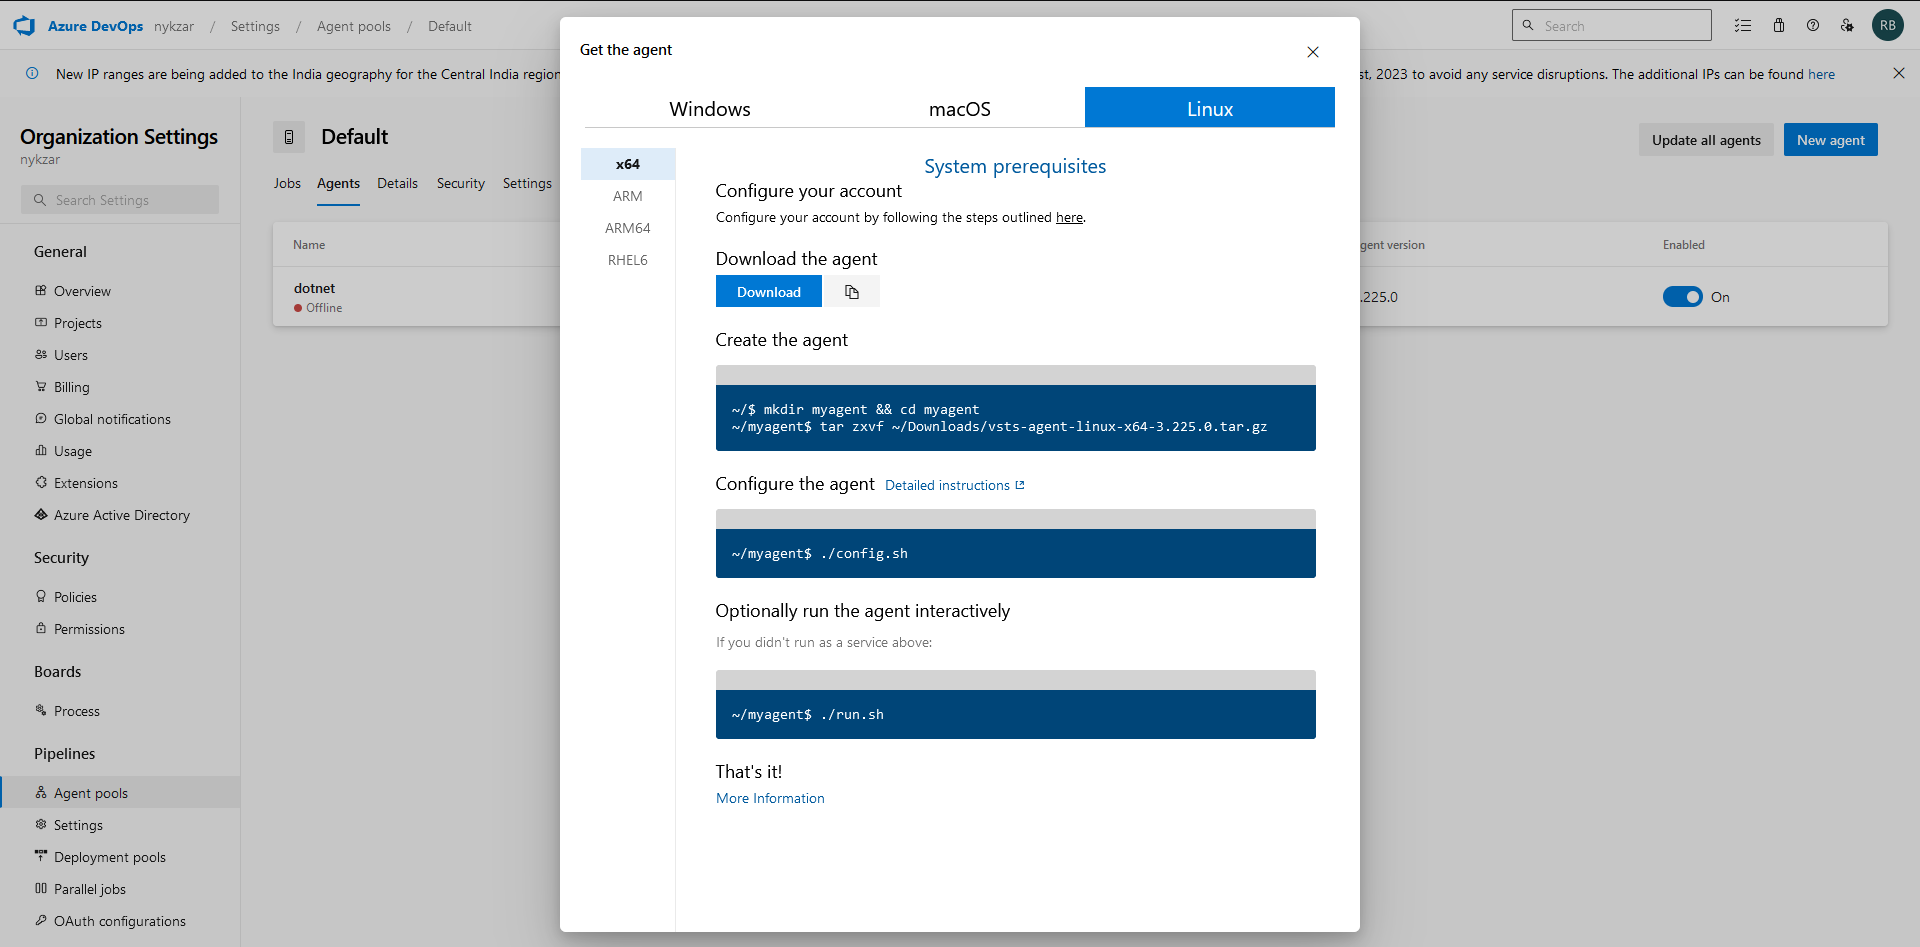 Azure DevOps nykzar / Settings / Agent pools / Default
Search
RB
New IP ranges are being added to the India geography for the Central India region
st, 2023 to avoid any service disruptions. The additional IPs can be found here
Organization Settings
nykzar
Search Settings
General
Overview
Projects
Users
Billing
Global notifications
Usage
Extensions
Azure Active Directory
Security
Policies
Permissions
Boards
Process
Pipelines
Agent pools
Settings
Deployment pools
Parallel jobs
OAuth configurations
Default
Update all agents
New agent
Jobs Agents Details Security Settings
Name
gent version
Enabled
dotnet
Offline
.225.0
On
Get the agent
Windows macOS Linux
x64
ARM
ARM64
RHEL6
System prerequisites
Configure your account
Configure your account by following the steps outlined here.
Download the agent
Download
Create the agent
~/$ mkdir myagent && cd myagent
~/myagent$ tar zxvf ~/Downloads/vsts-agent-linux-x64-3.225.0.tar.gz
Configure the agent Detailed instructions
~/myagent$ ./config.sh
Optionally run the agent interactively
If you didn't run as a service above:
~/myagent$ ./run.sh
That's it!
More Information